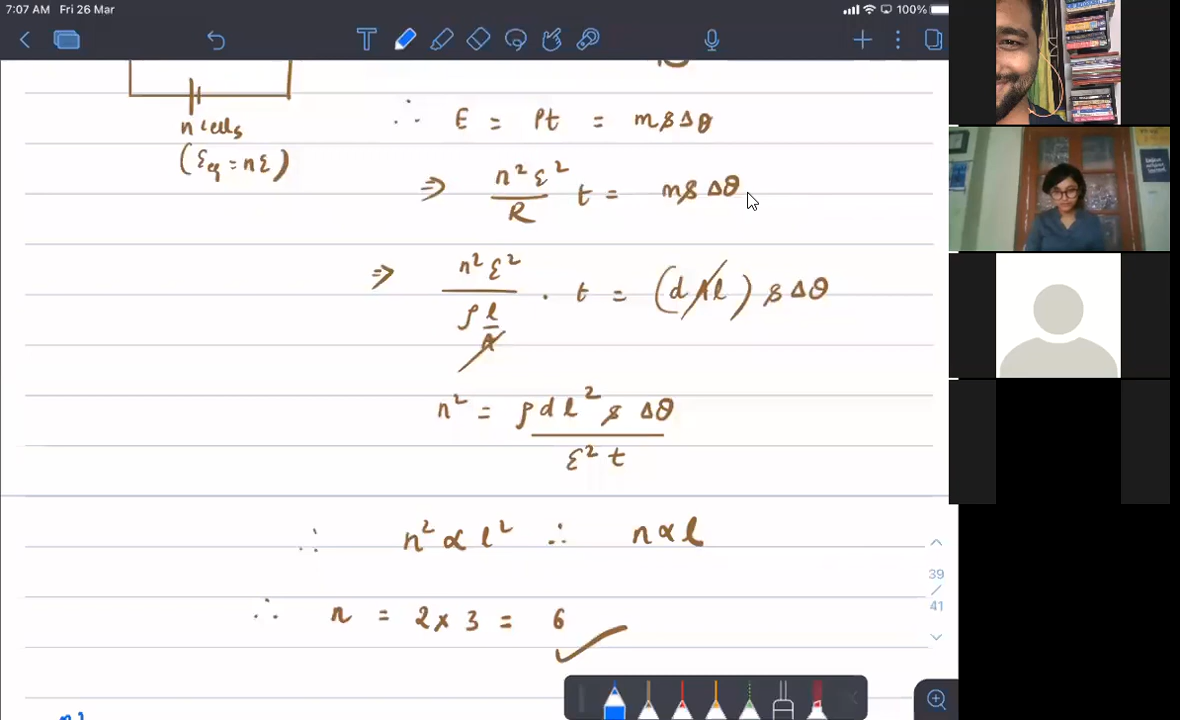 7:07 AM Fri 26 Mar
100%
T
n cells
(ε_eq = nε)
∴ E = Pt = msΔθ
⇒ n²ε²/R t = msΔθ
⇒ n²ε²/(ρ l/A) · t = (dAl) sΔθ
n² = ρdl²sΔθ/ε²t
∴ n² ∝ l² ∴ n ∝ l
∴ n = 2×3 = 6
39
/
41